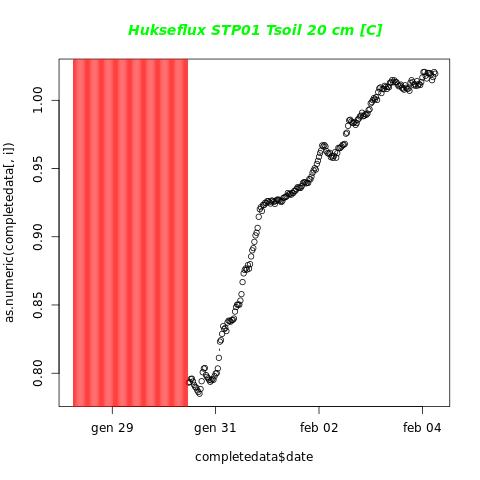 Hukseflux STP01 Tsoil 20 cm [C]
as.numeric(completedata[, i])
1.00
0.95
0.90
0.85
0.80
gen 29
gen 31
feb 02
feb 04
completedata$date